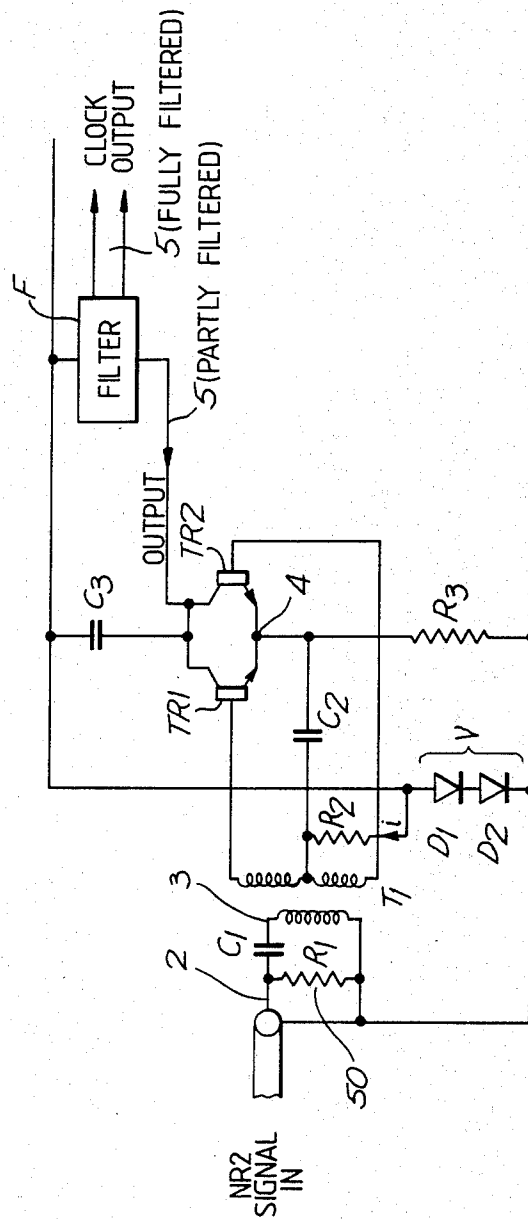 NR2
SIGNAL
IN
2
50
C1
R1
3
T1
R2
i
C2
D1
D2
V
R3
4
TR1
TR2
C3
OUTPUT
5(PARTLY FILTERED)
F
FILTER
5(FULLY FILTERED)
CLOCK
OUTPUT